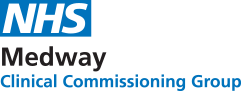 NHS
Medway
Clinical Commissioning Group